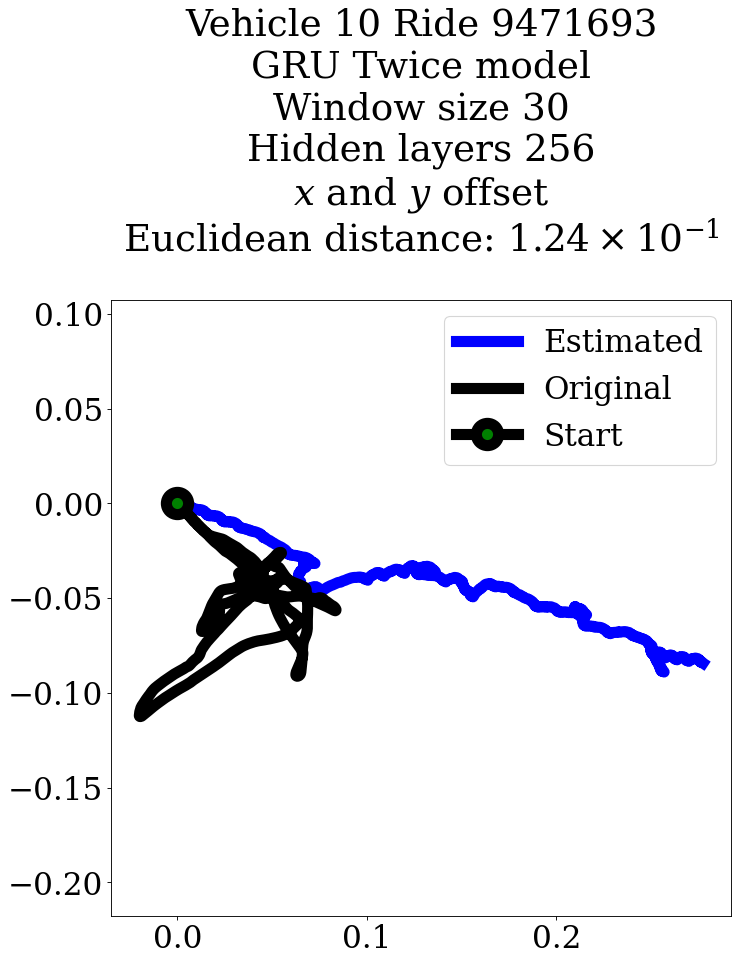 Vehicle 10 Ride 9471693
GRU Twice model
Window size 30
Hidden layers 256
x and y offset
Euclidean distance: 1.24 × 10⁻¹
Estimated
Original
Start
0.10
0.05
0.00
−0.05
−0.10
−0.15
−0.20
0.0 0.1 0.2